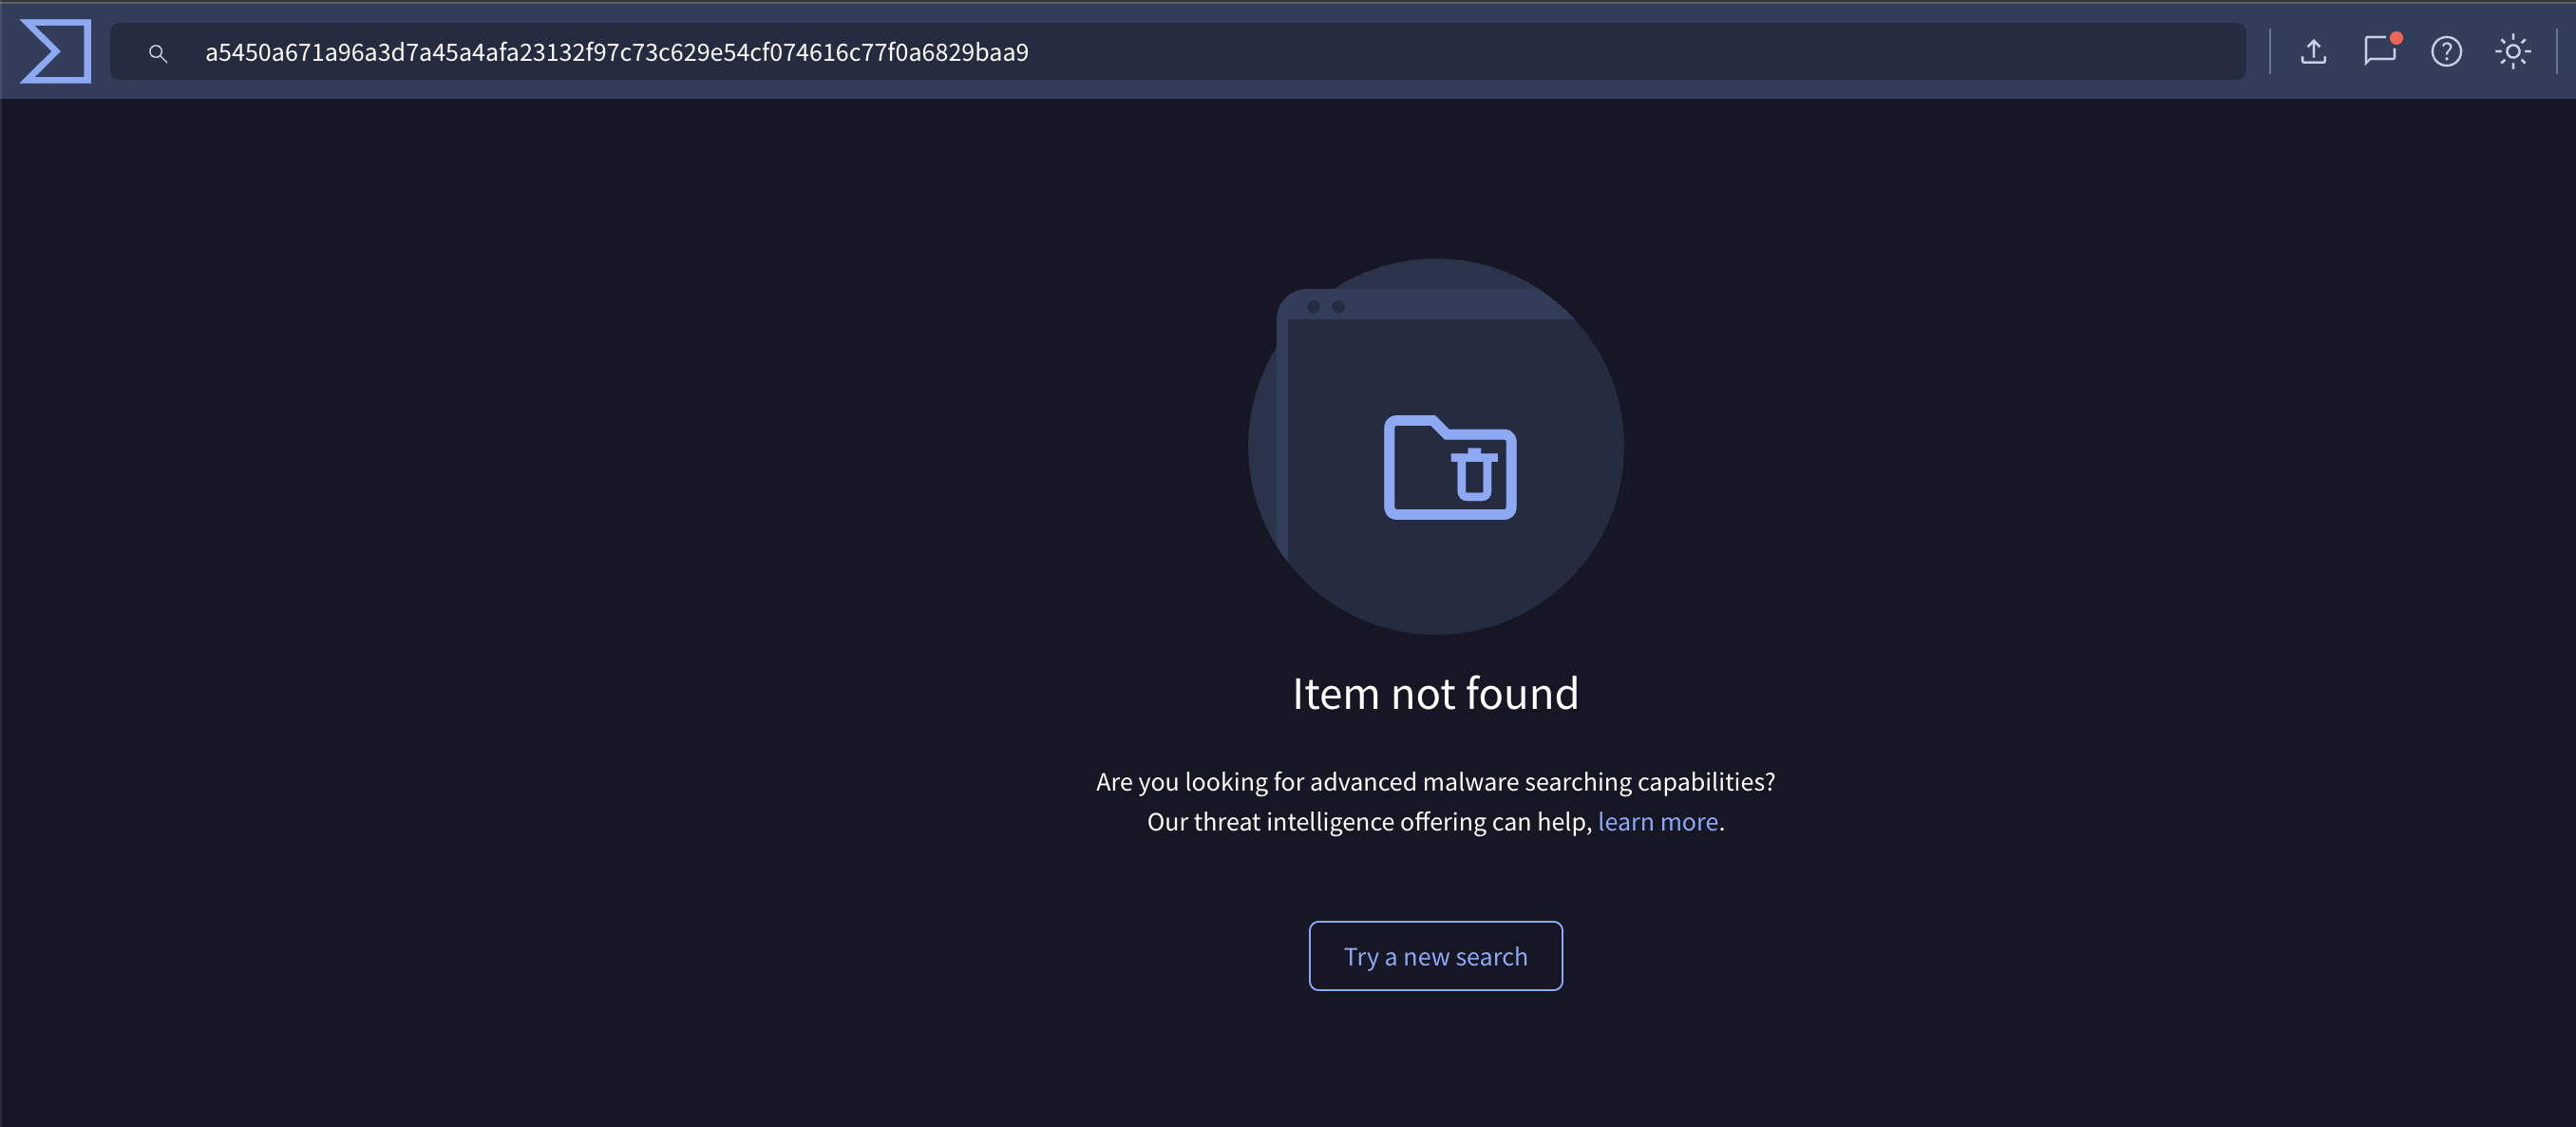 a5450a671a96a3d7a45a4afa23132f97c73c629e54cf074616c77f0a6829baa9
Item not found
Are you looking for advanced malware searching capabilities?
Our threat intelligence offering can help, learn more.
Try a new search